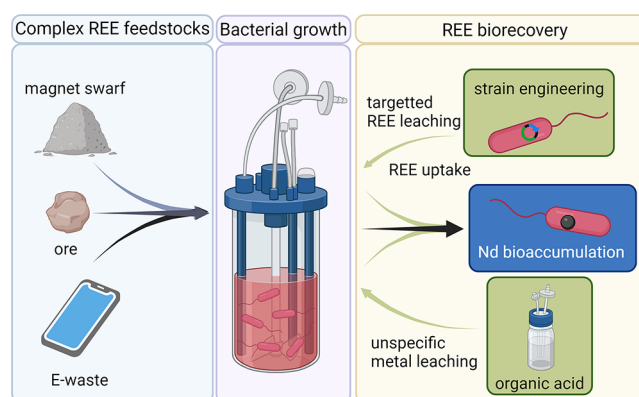 Complex REE feedstocks
Bacterial growth
REE biorecovery
magnet swarf
ore
E-waste
targetted
REE leaching
strain engineering
REE uptake
Nd bioaccumulation
unspecific
metal leaching
organic acid